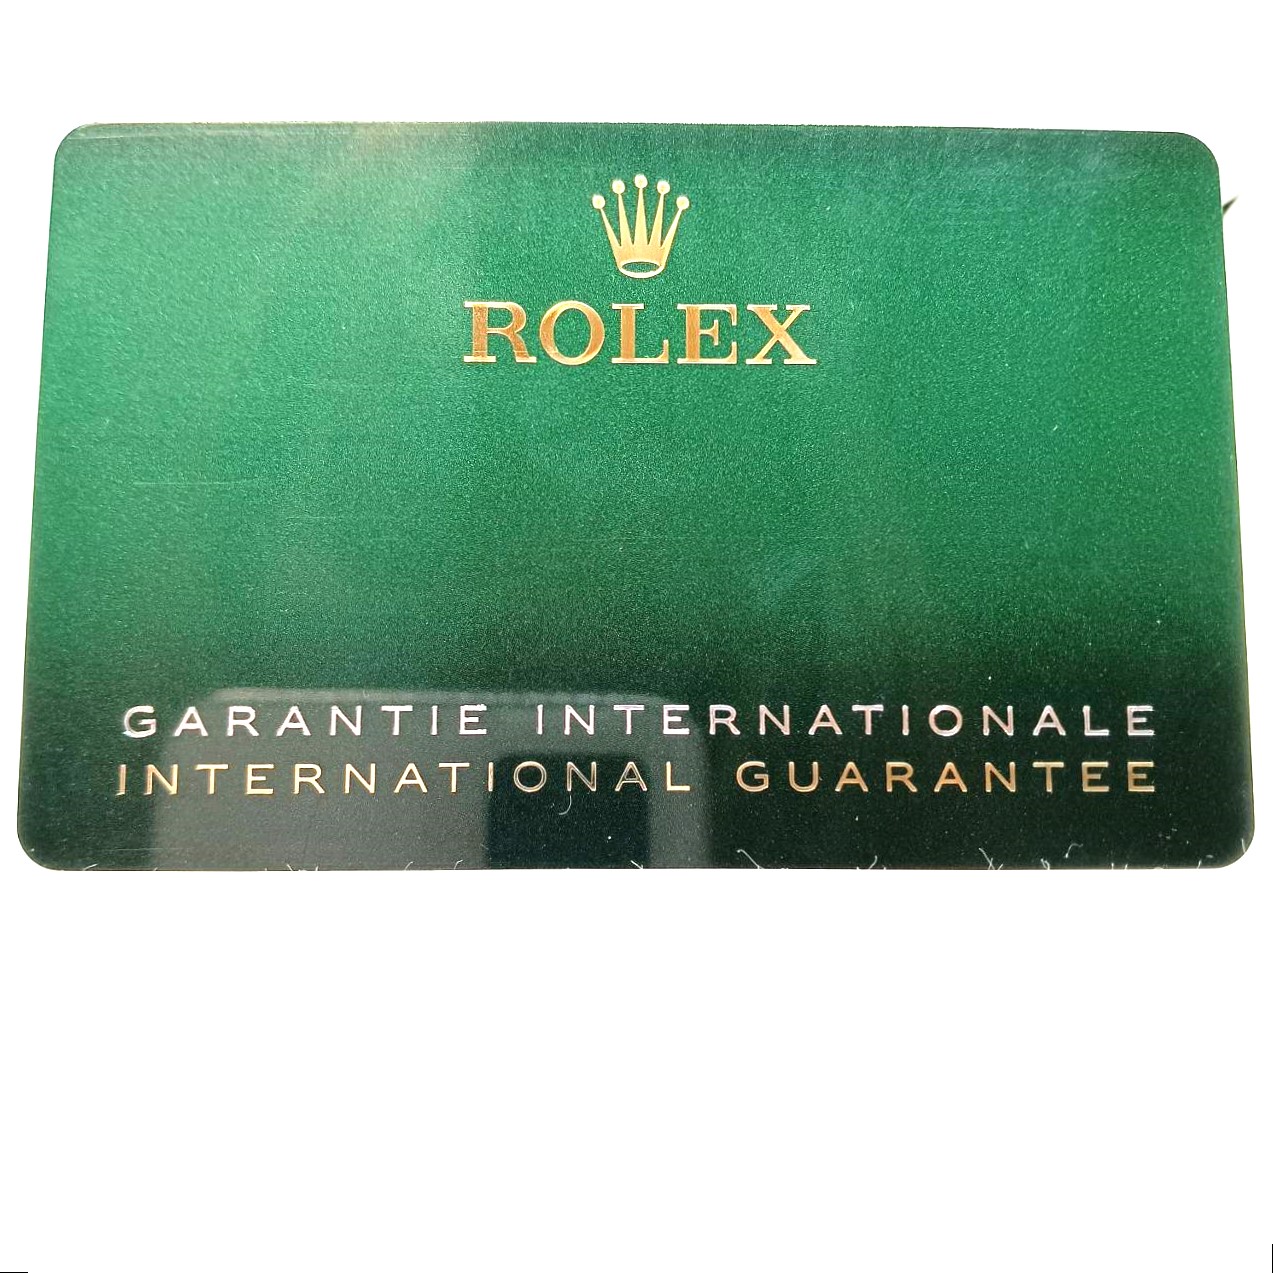 ROLEX
GARANTIE INTERNATIONALE
INTERNATIONAL GUARANTEE